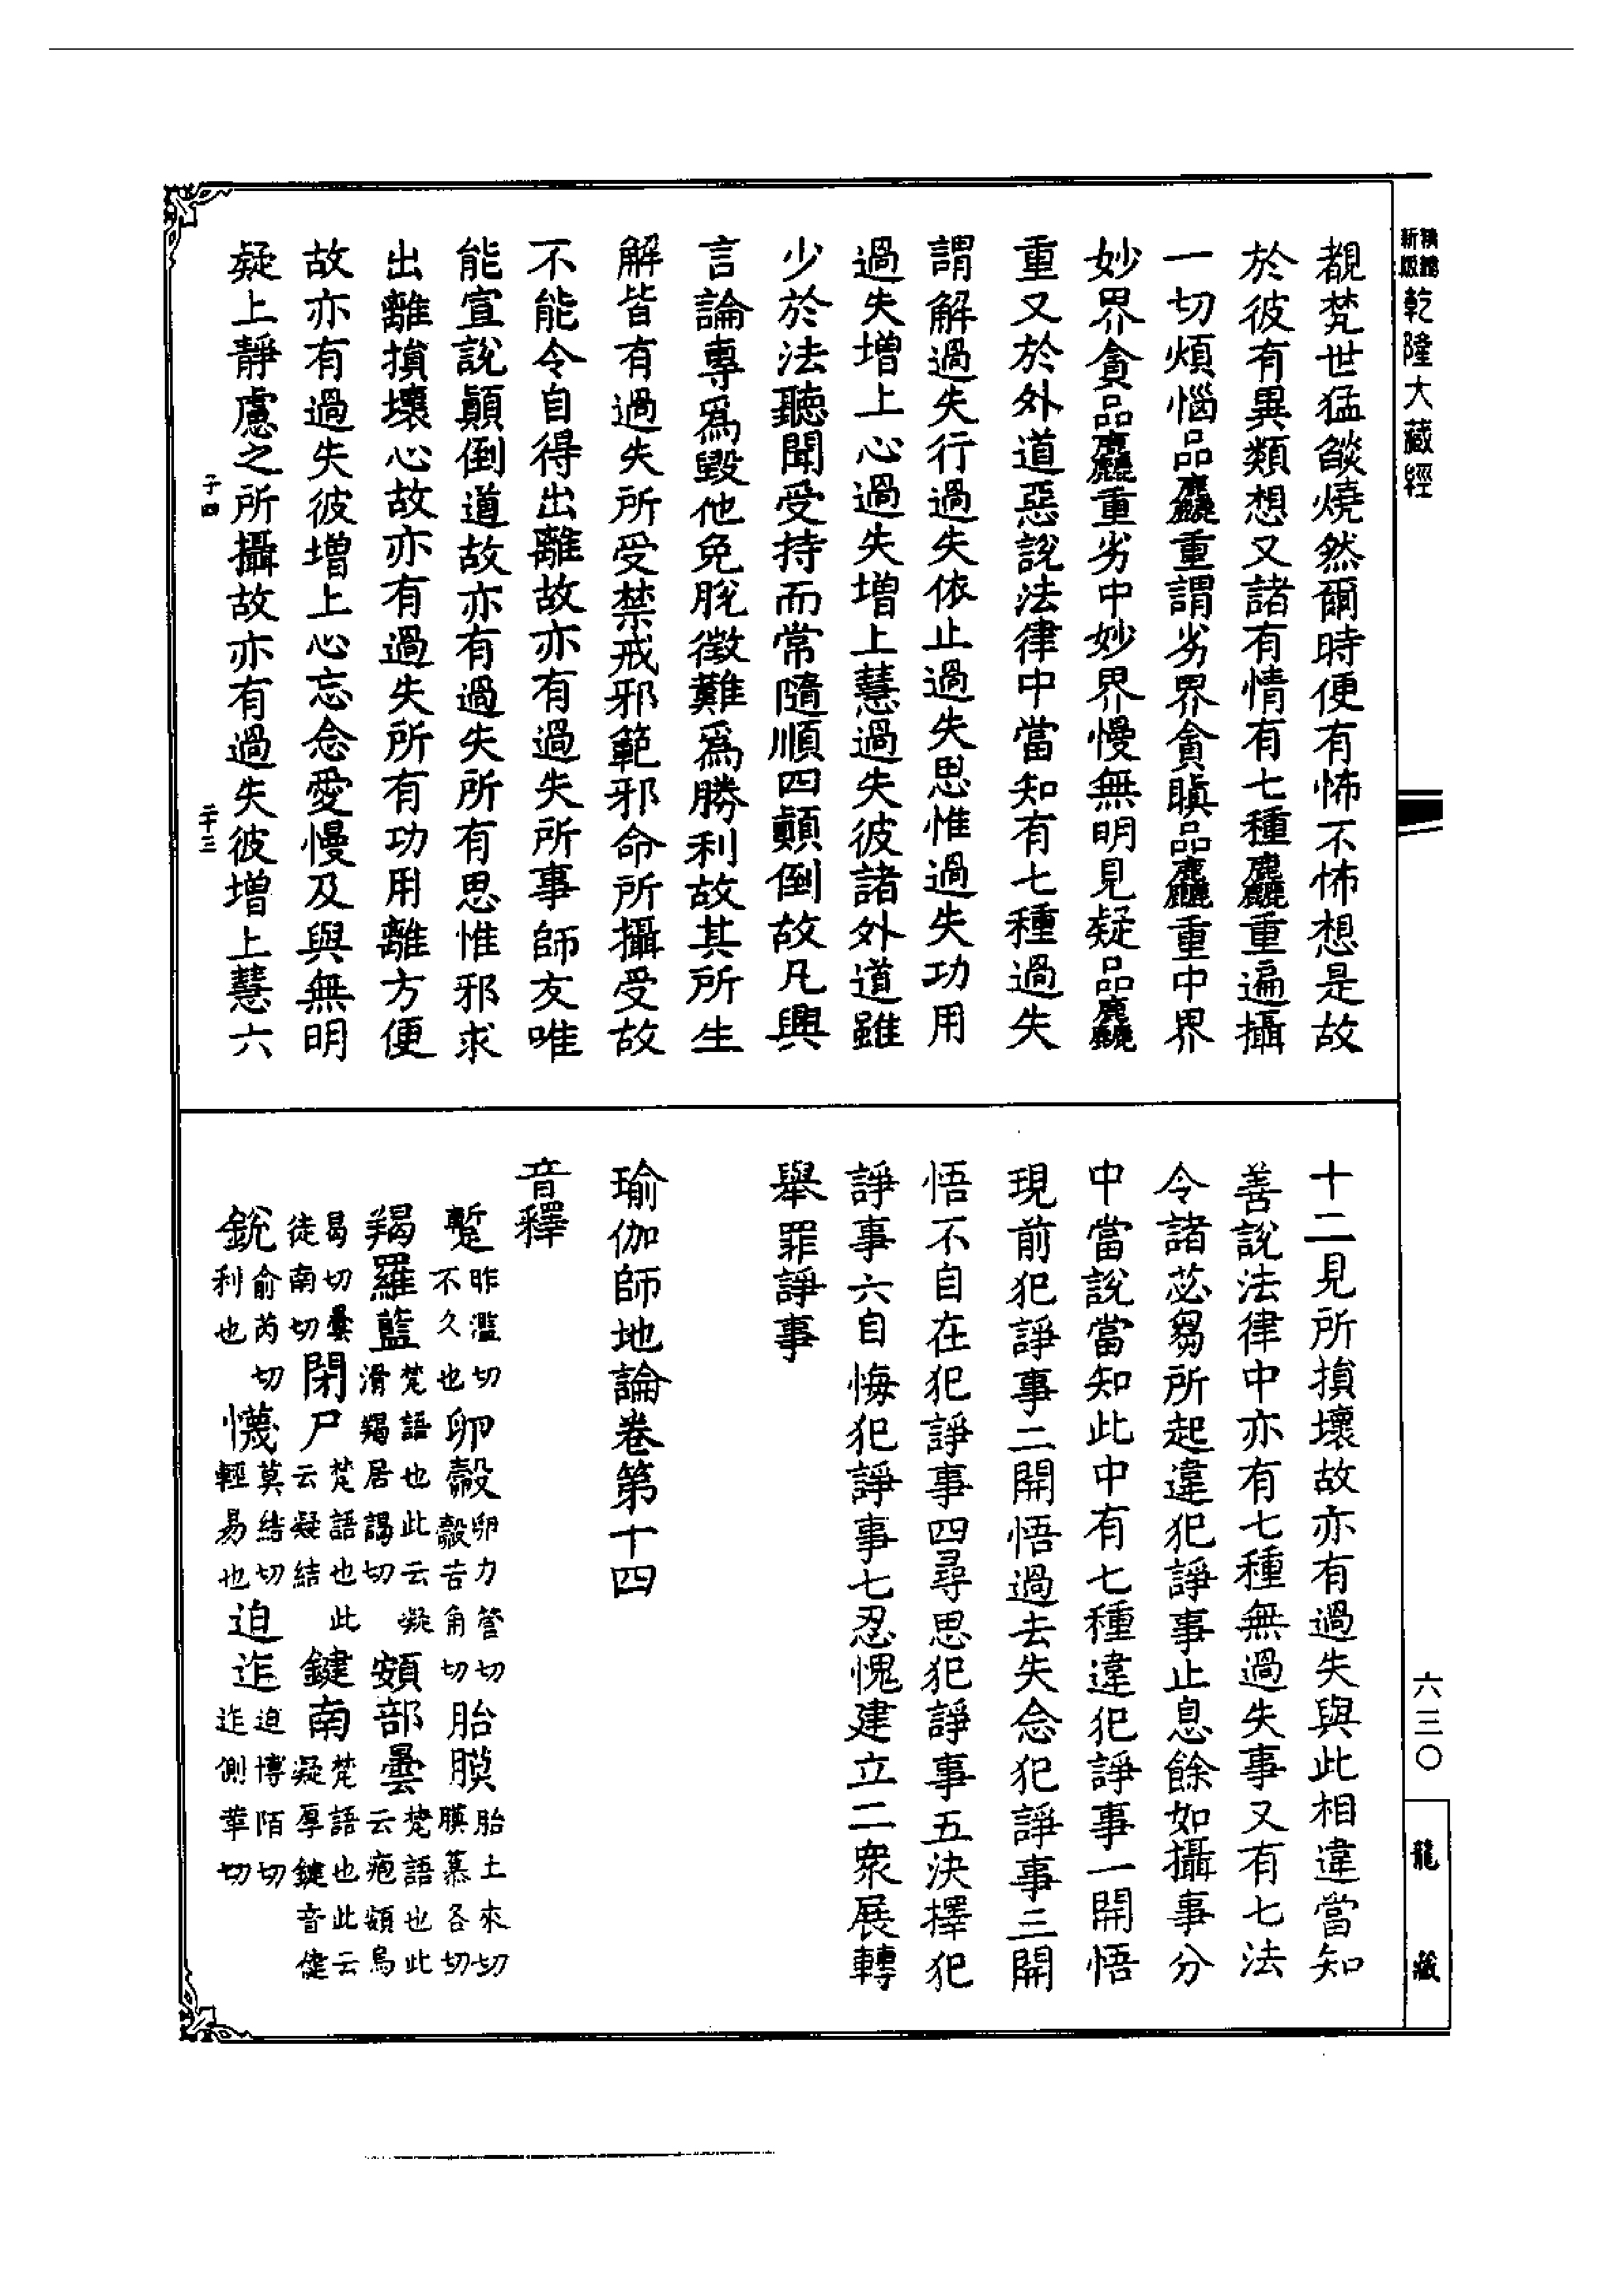 新版精縮乾隆大藏經
覩梵世猛燄燒然爾時便有怖不怖想是故
於彼有異類想又諸有情有七種麤重遍攝
一切煩惱品麤重謂劣界貪瞋品麤重中界
妙界貪品麤重劣中妙界慢無明見疑品麤
重又於外道惡說法律中當知有七種過失
謂解過失行過失依止過失思惟過失功用
過失增上心過失增上慧過失彼諸外道雖
少於法聽聞受持而常隨順四顛倒故凡興
言論專為毀他免脫徵難為勝利故其所生
解皆有過失所受禁戒邪範邪命所攝受故
不能令自得出離故亦有過失所事師友唯
能宣說顛倒道故亦有過失所有思惟邪求
出離損壞心故亦有過失所有功用離方便
故亦有過失彼增上心忘念愛慢及與無明
疑上靜慮之所攝故亦有過失彼增上慧六
子四
二十三
十二見所損壞故亦有過失與此相違當知
善說法律中亦有七種無過失事又有七法
令諸苾芻所起違犯諍事止息餘如攝事分
中當說當知此中有七種違犯諍事一開悟
現前犯諍事二開悟過去失念犯諍事三開
悟不自在犯諍事四尋思犯諍事五決擇犯
諍事六自悔犯諍事七忍愧建立二眾展轉
舉罪諍事
瑜伽師地論卷第十四
音釋
蹔昨濫切不久也卵㲉卵力管切㲉苦角切胎膜胎土來切膜慕各切
羯羅藍梵語也此云凝滑羯居謁切頞部曇梵語也此云皰頞烏
曷切曇徒南切閉尸梵語也此云凝結鍵南梵語也此云凝厚鍵音健
銳俞芮切利也懱莫結切輕易也迫迮迫博陌切迮側革切
六三〇
龍藏